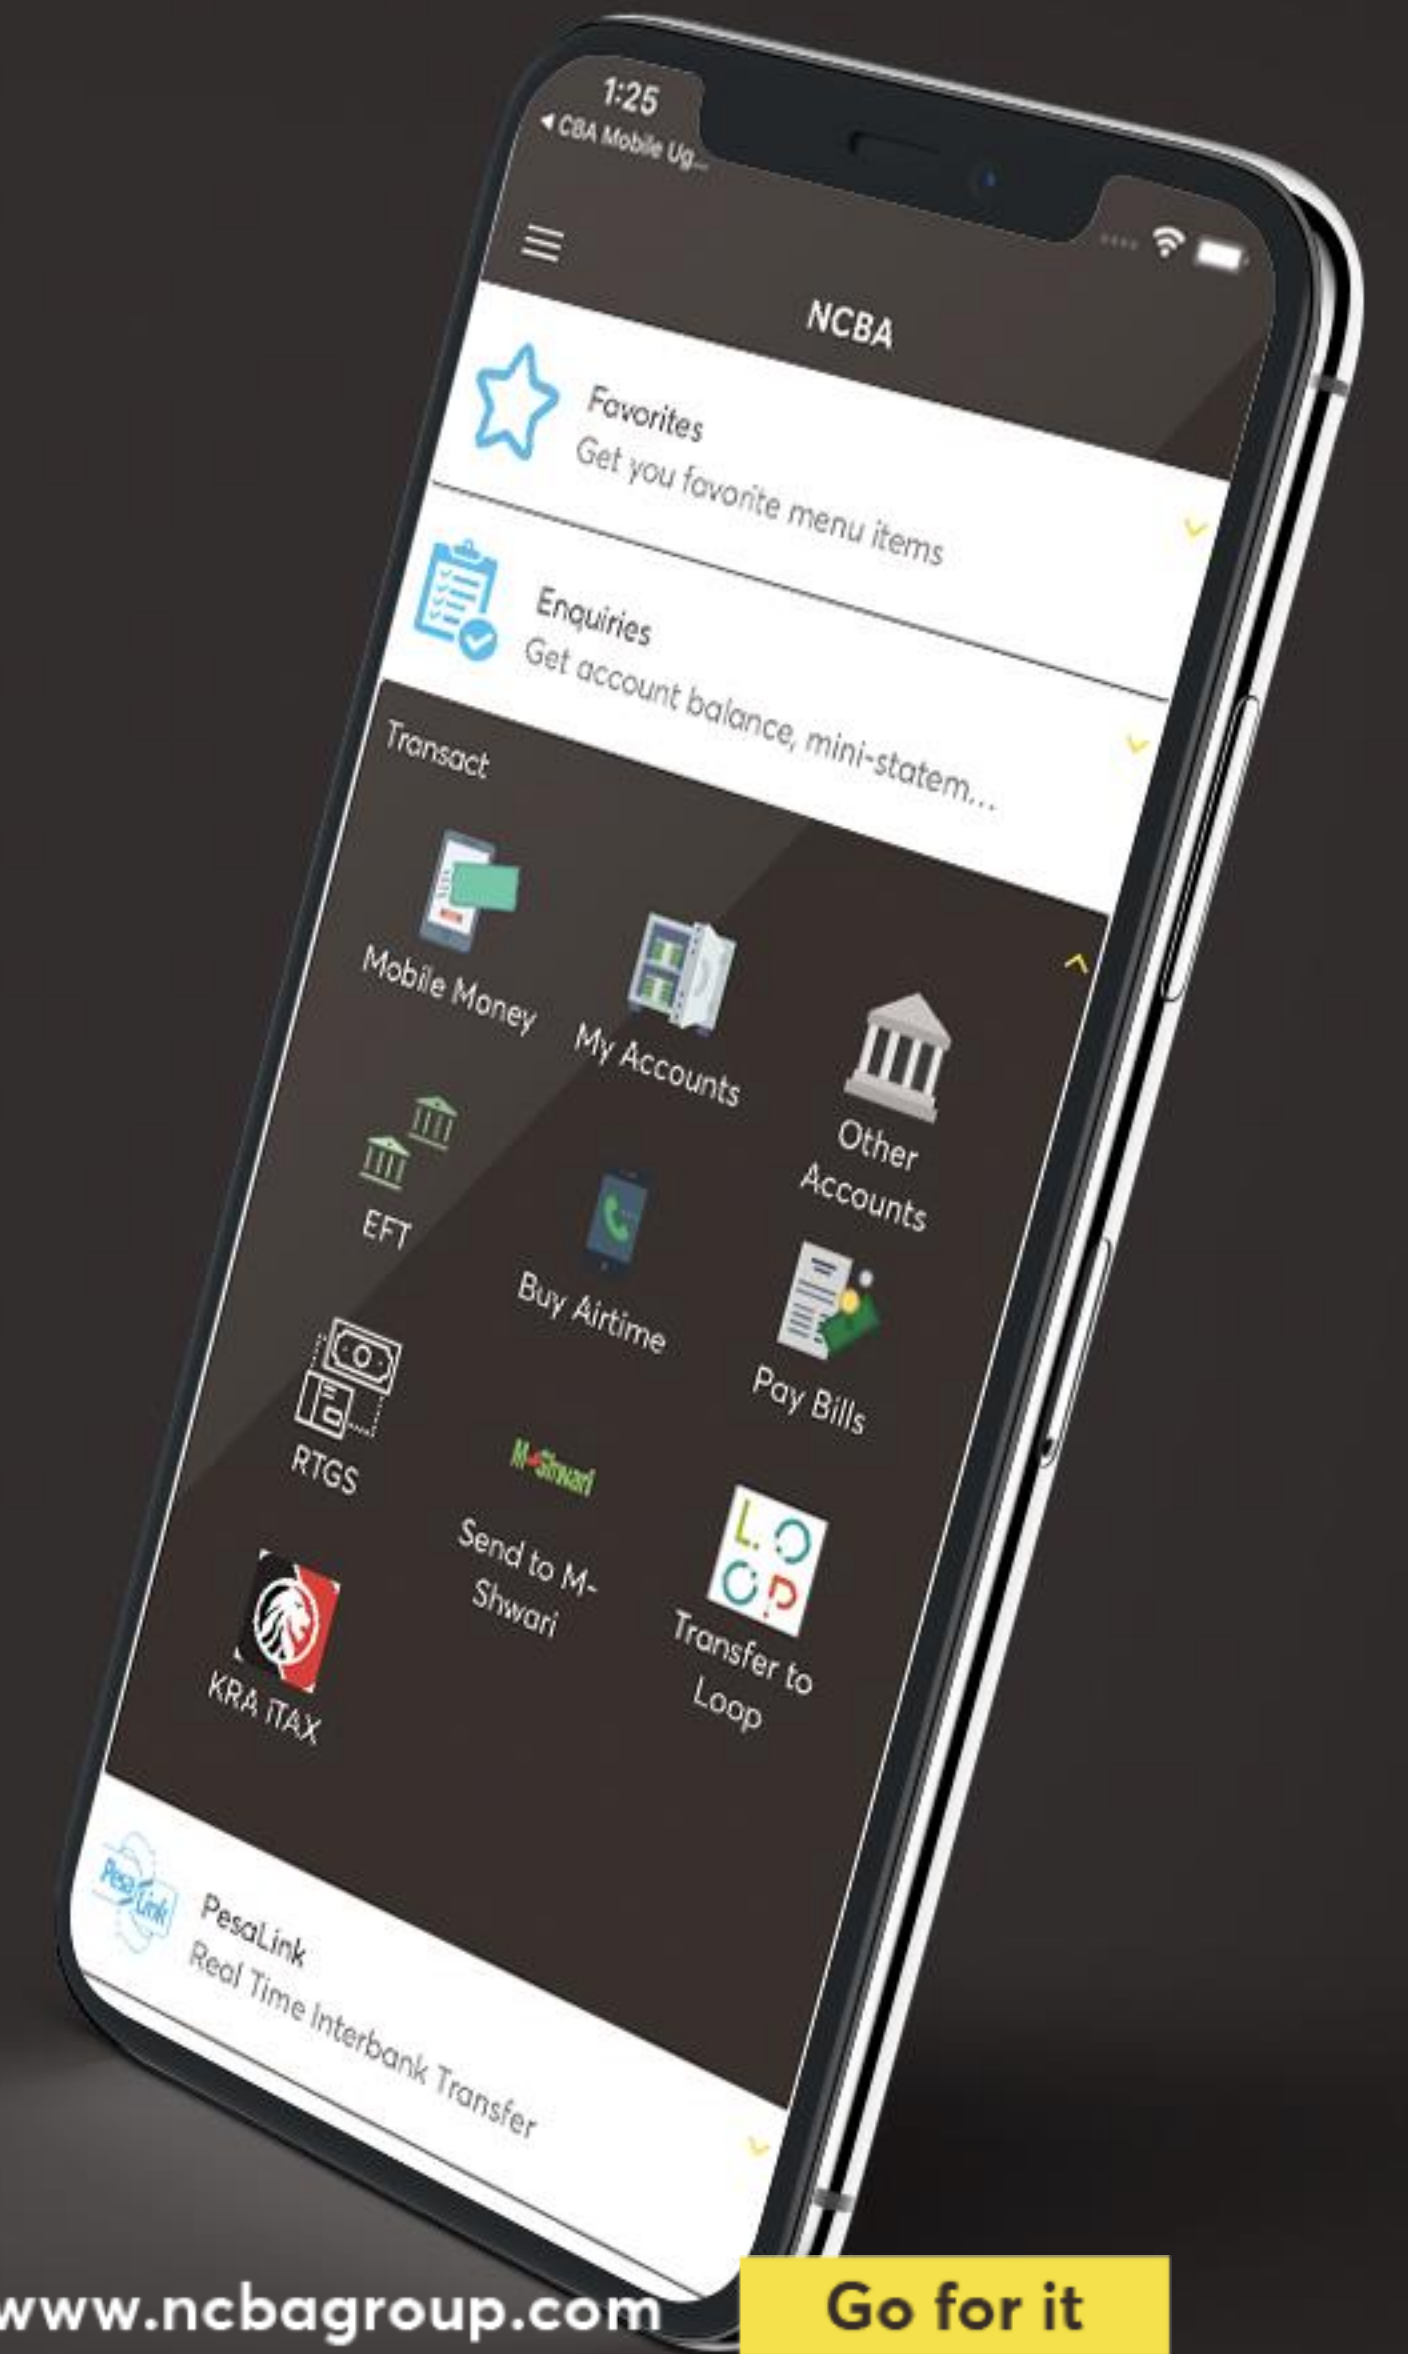 1:25
◀ CBA Mobile Ug...
NCBA
Favorites
Get you favorite menu items
Enquiries
Get account balance, mini-statem...
Transact
Mobile Money
My Accounts
Other
Accounts
EFT
Buy Airtime
Pay Bills
RTGS
M-Shwari
Send to M-
Shwari
L.O
OP
Transfer to
Loop
KRA iTAX
PesaLink
PesaLink
Real Time Interbank Transfer
www.ncbagroup.com
Go for it